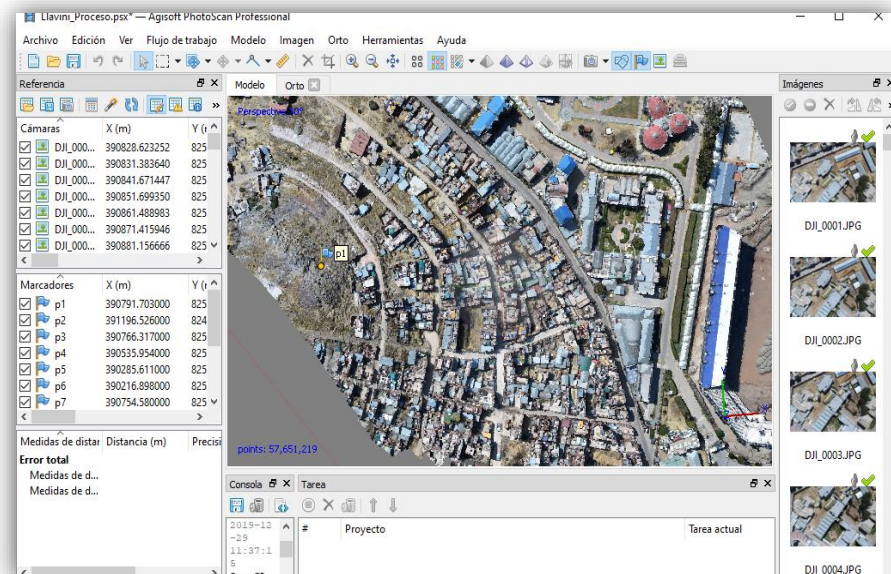 Llavini_Proceso.psx* — Agisoft PhotoScan Professional
Archivo Edición Ver Flujo de trabajo Modelo Imagen Orto Herramientas Ayuda
Referencia
Cámaras X (m) Y (
DJI_000... 390828.623252 825
DJI_000... 390831.383640 825
DJI_000... 390841.671447 825
DJI_000... 390851.699350 825
DJI_000... 390861.488983 825
DJI_000... 390871.415946 825
DJI_000... 390881.156666 825
Marcadores X (m) Y (
p1 390791.703000 825
p2 391196.526000 824
p3 390766.317000 825
p4 390535.954000 825
p5 390285.611000 825
p6 390216.898000 825
p7 390754.580000 825
Medidas de distar Distancia (m) Precisi
Error total
Medidas de d...
Medidas de d...
Modelo Orto
p1
points: 57,651,219
Consola Tarea
2019-12
-29
11:37:1
5
# Proyecto Tarea actual
Imágenes
DJI_0001.JPG
DJI_0002.JPG
DJI_0003.JPG
DJI_0004.JPG